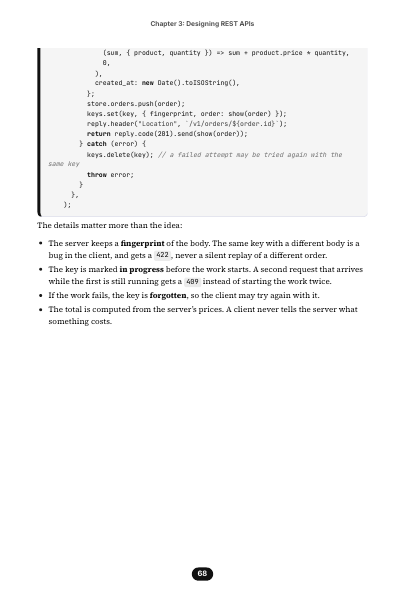 Chapter 3: Designing REST APIs
(sum, { product, quantity }) => sum + product.price * quantity,
0,
),
created_at: new Date().toISOString(),
};
store.orders.push(order);
keys.set(key, { fingerprint, order: show(order) });
reply.header("Location", `/v1/orders/${order.id}`);
return reply.code(201).send(show(order));
} catch (error) {
keys.delete(key); // a failed attempt may be tried again with the
same key
throw error;
}
},
);
The details matter more than the idea:
• The server keeps a fingerprint of the body. The same key with a different body is a
bug in the client, and gets a 422, never a silent replay of a different order.
• The key is marked in progress before the work starts. A second request that arrives
while the first is still running gets a 409 instead of starting the work twice.
• If the work fails, the key is forgotten, so the client may try again with it.
• The total is computed from the server's prices. A client never tells the server what
something costs.
68